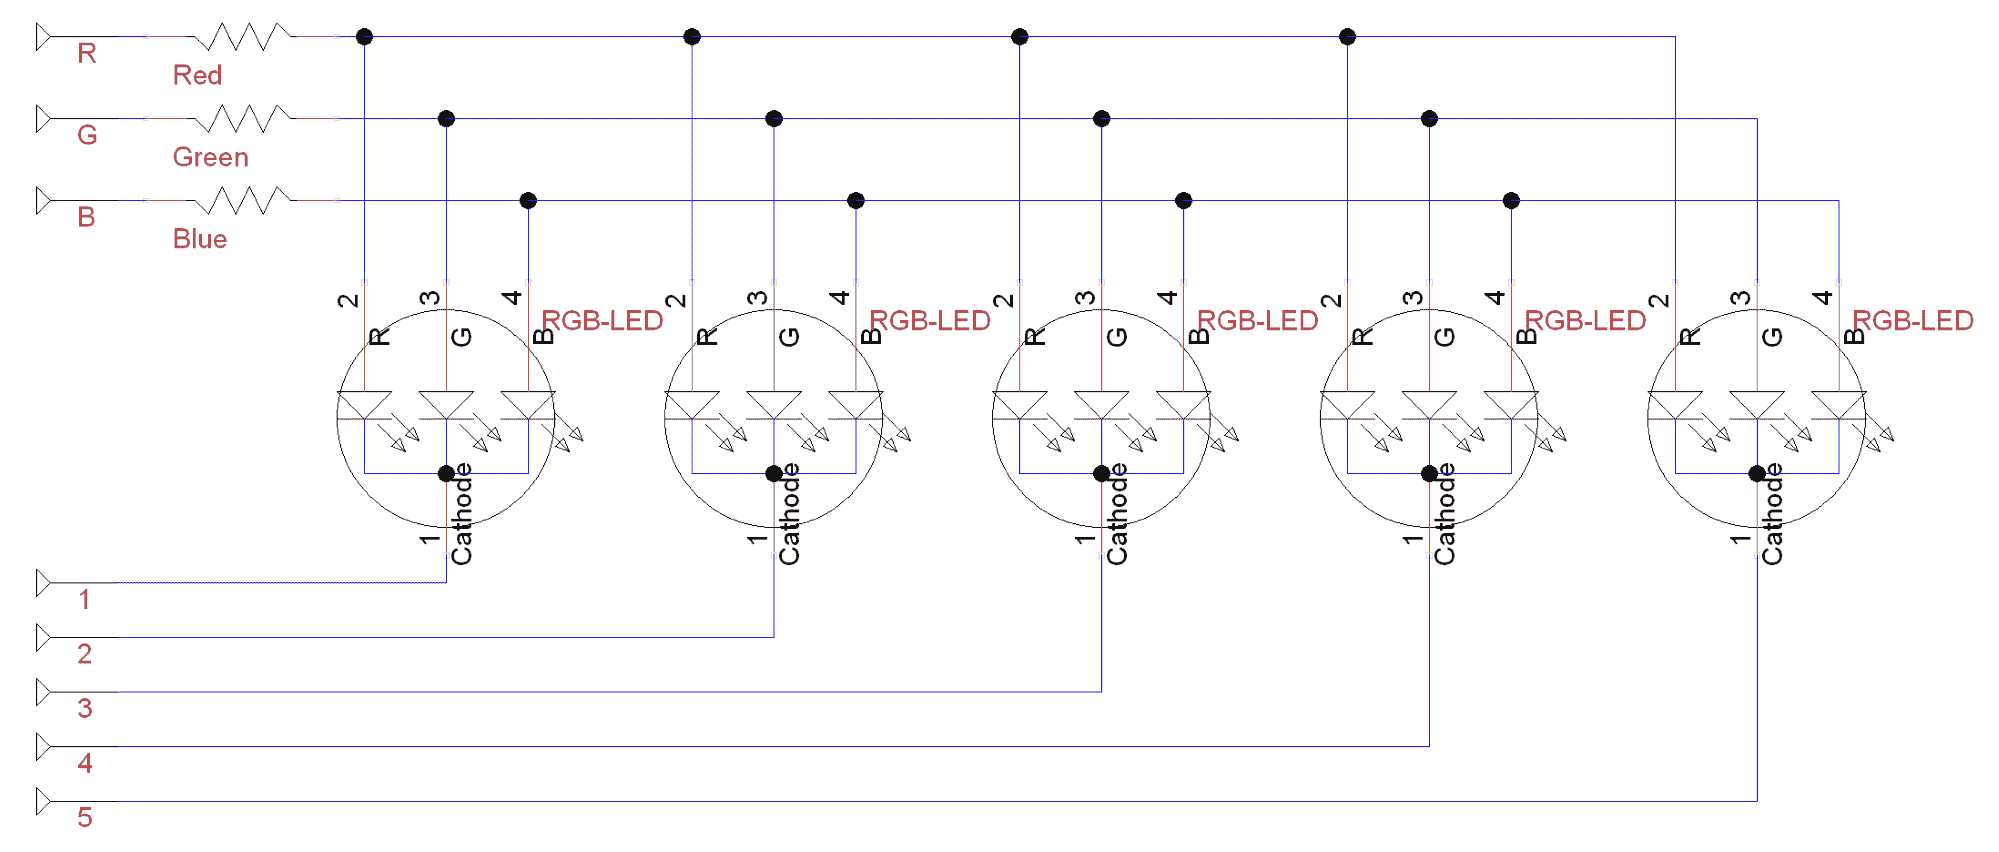 R
Red
G
Green
B
Blue
2 3 4 2 3 4 2 3 4 2 3 4 2 3 4
RGB-LED RGB-LED RGB-LED RGB-LED RGB-LED
R G B R G B R G B R G B R G B
Cathode Cathode Cathode Cathode Cathode
1 1 1 1 1
1
2
3
4
5